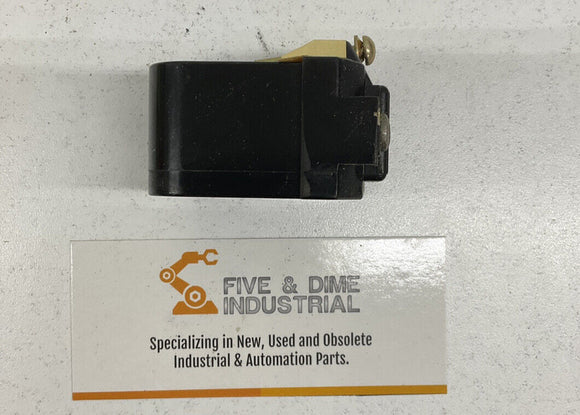 FIVE & DIME
INDUSTRIAL
Specializing in New, Used and Obsolete
Industrial & Automation Parts.